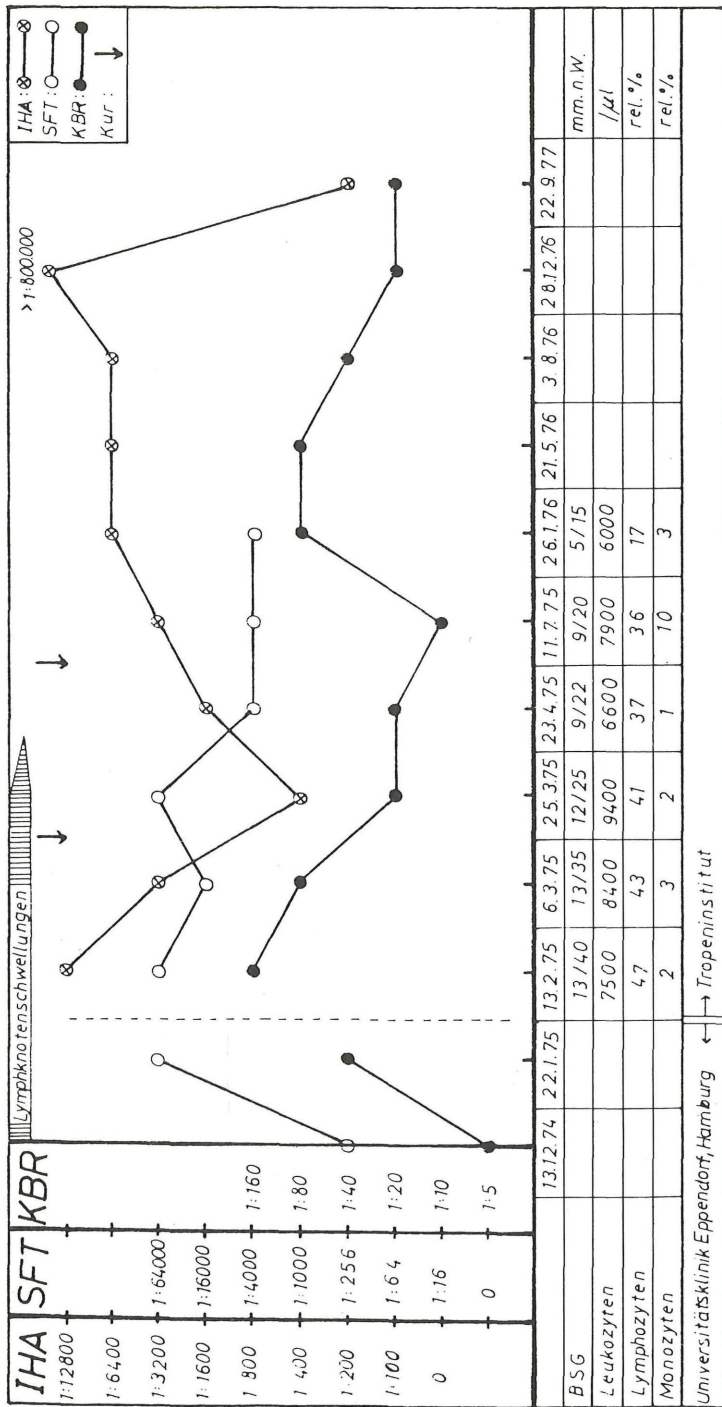 IHA SFT KBR
Lymphknotenschwellungen
>1:800.000
IHA:
SFT:
KBR:
Kur:
1:12800
1:6400
1:3200 1:64000
1:1600 1:16000
1:800 1:4000 1:160
1:400 1:1000 1:80
1:200 1:256 1:40
1:100 1:64 1:20
0 1:16 1:10
0 1:5
13.12.74 22.1.75 13.2.75 6.3.75 25.3.75 23.4.75 11.7.75 26.1.76 21.5.76 3.8.76 28.12.76 22.9.77
BSG 13/40 13/35 12/25 9/22 9/20 5/15 mm.n.W.
Leukozyten 7500 8400 9400 6600 7900 6000 /µl
Lymphozyten 47 43 41 37 36 17 rel.%
Monozyten 2 3 2 1 10 3 rel.%
Universitätsklinik Eppendorf, Hamburg ← → Tropeninstitut